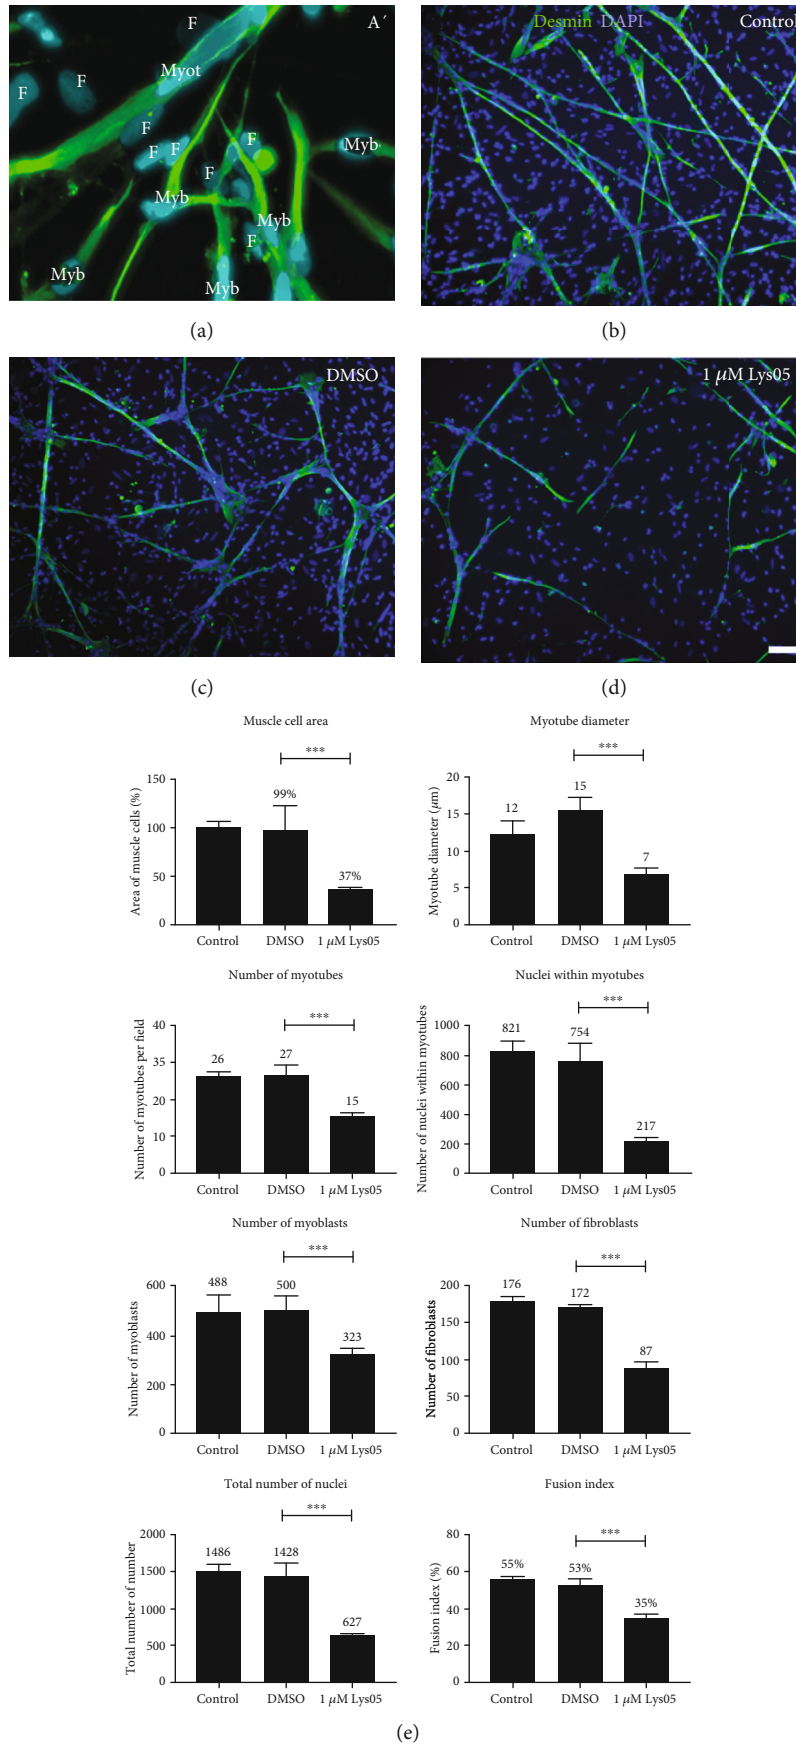 F
A´
F
F
Myot
F
F
F
F
F
Myb
Myb
Myb
F
Myb
Myb
(a)
Desmin DAPI
Control
(b)
DMSO
(c)
1 μM Lys05
(d)
Muscle cell area
***
Area of muscle cells (%)
150
100
50
0
99%
37%
Control
DMSO
1 μM Lys05
Myotube diameter
***
Myotube diameter (μm)
20
15
10
5
0
12
15
7
Control
DMSO
1 μM Lys05
Number of myotubes
***
Number of myotubes per field
40
35
20
10
0
26
27
15
Control
DMSO
1 μM Lys05
Nuclei within myotubes
***
Number of nuclei within myotubes
1000
800
600
400
200
0
821
754
217
Control
DMSO
1 μM Lys05
Number of myoblasts
***
Number of myoblasts
600
400
200
0
488
500
323
Control
DMSO
1 μM Lys05
Number of fibroblasts
***
Number of fibroblasts
200
150
100
50
0
176
172
87
Control
DMSO
1 μM Lys05
Total number of nuclei
***
Total number of number
2000
1500
1000
500
0
1486
1428
627
Control
DMSO
1 μM Lys05
Fusion index
***
Fusion index (%)
80
60
40
20
0
55%
53%
35%
Control
DMSO
1 μM Lys05
(e)